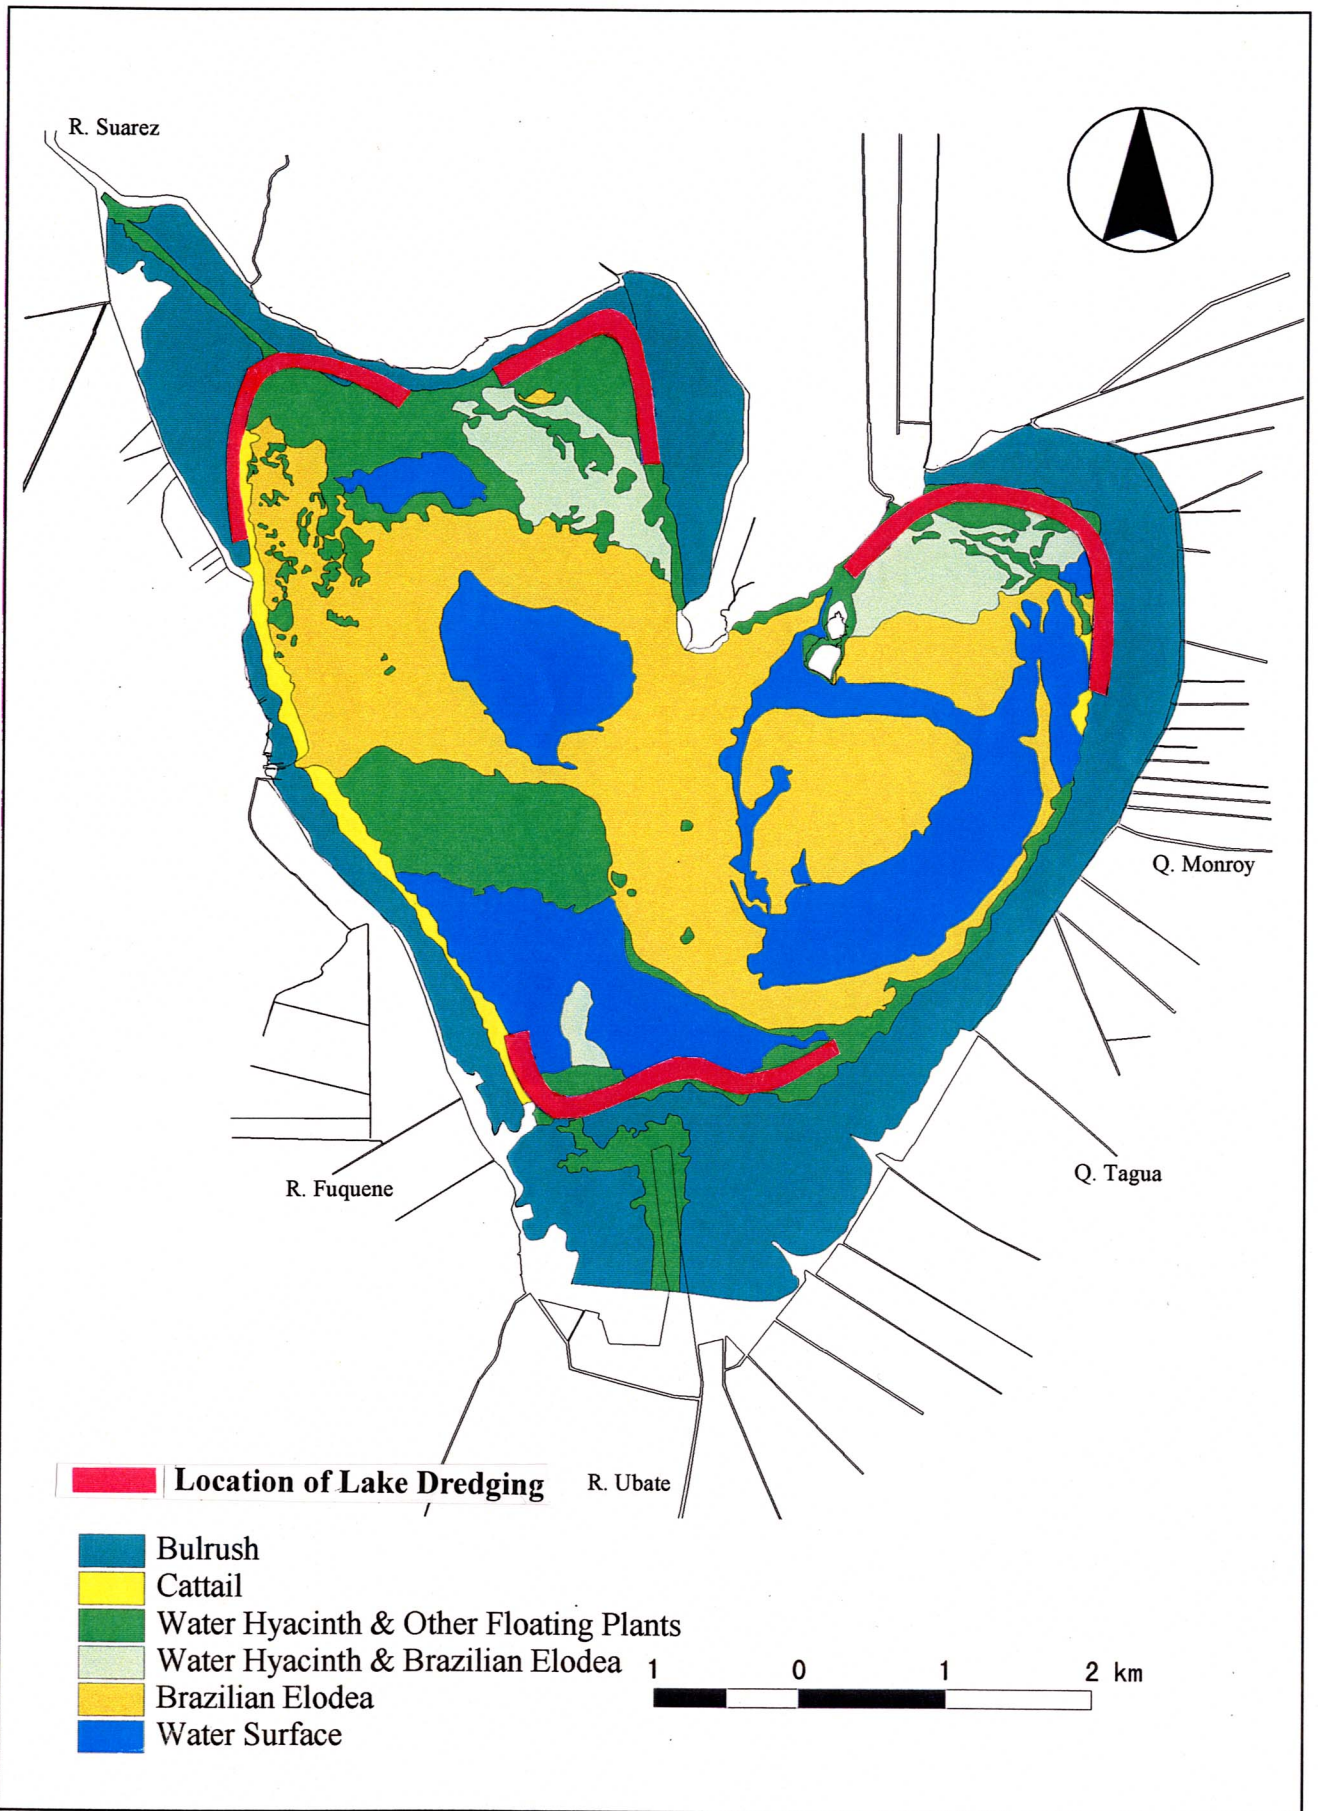 R. Suarez
Q. Monroy
Q. Tagua
R. Fuquene
Location of Lake Dredging
R. Ubate
Bulrush
Cattail
Water Hyacinth & Other Floating Plants
Water Hyacinth & Brazilian Elodea
Brazilian Elodea
Water Surface
1 0 1 2 km